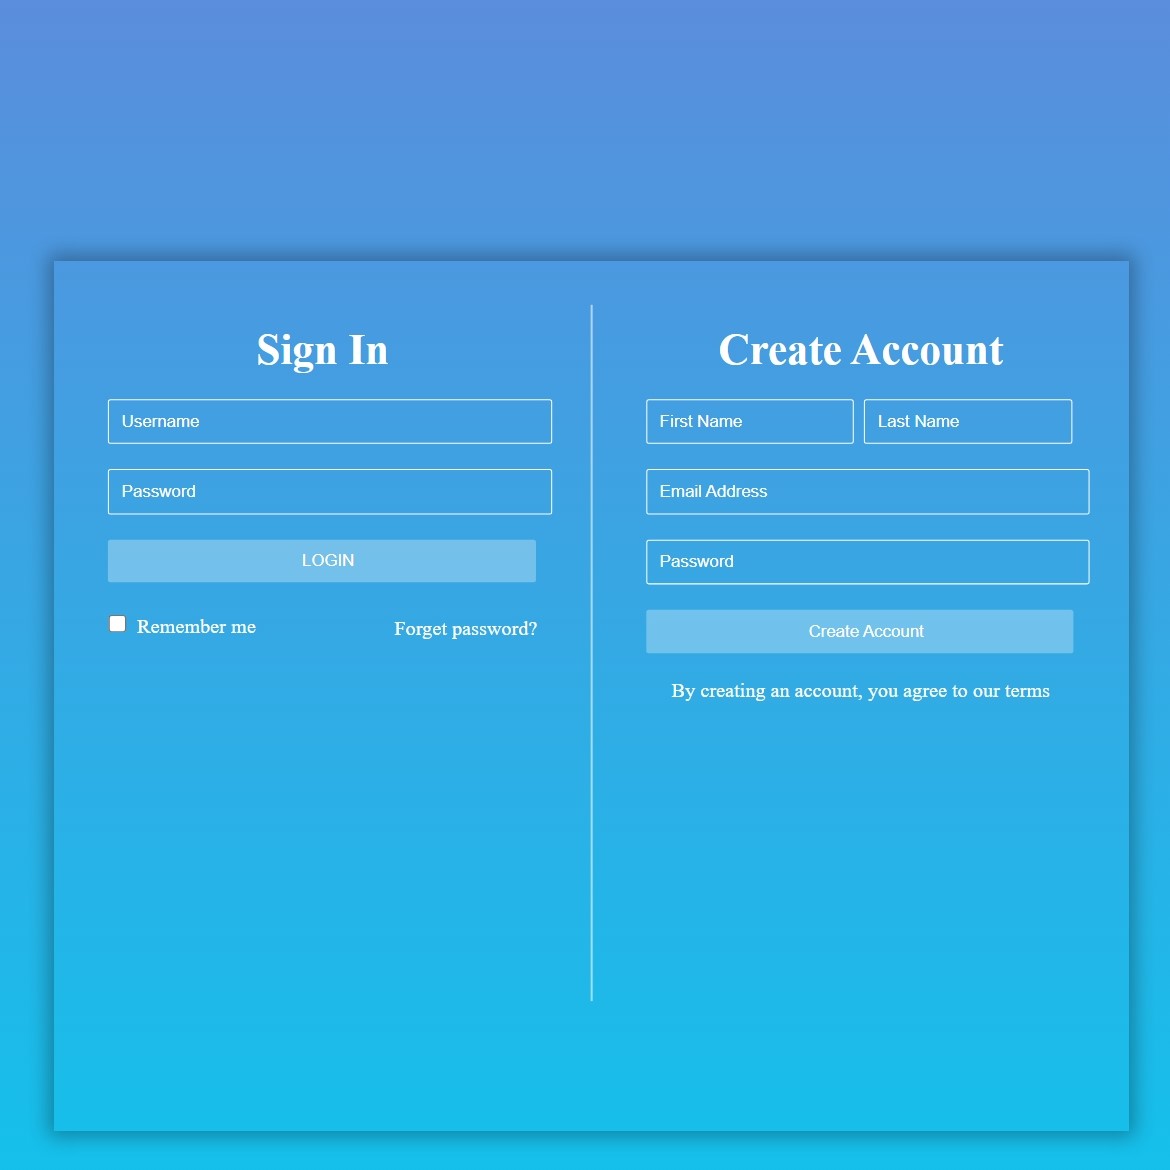 Sign In
Username
Password
LOGIN
Remember me
Forget password?
Create Account
First Name
Last Name
Email Address
Password
Create Account
By creating an account, you agree to our terms